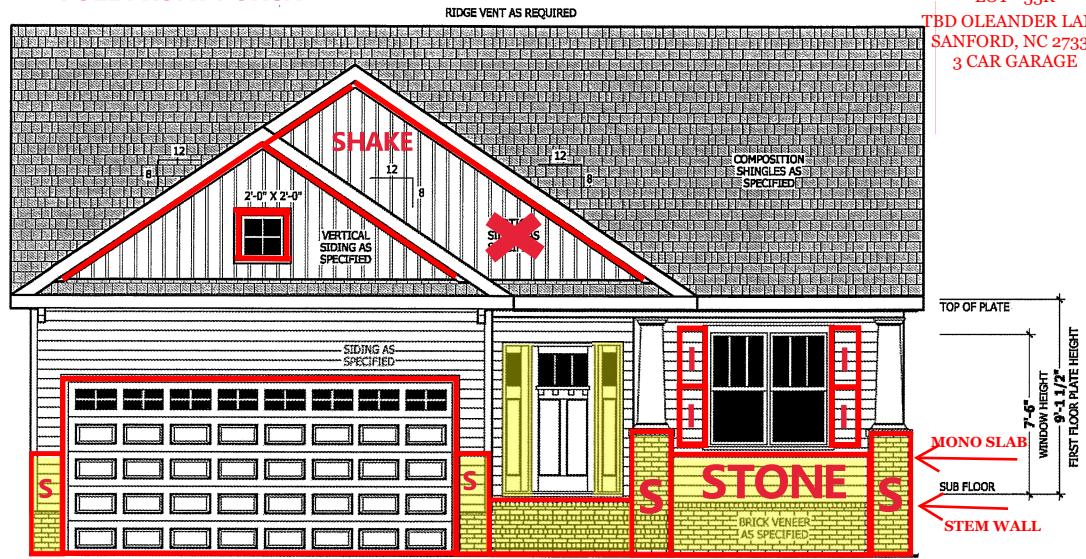 RIDGE VENT AS REQUIRED
TBD OLEANDER
SANFORD, NC
3 CAR GARAGE
SHAKE
12
8
12
8
12
8
COMPOSITION
SHINGLES AS
SPECIFIED
2'-0" X 2'-0"
VERTICAL
SIDING AS
SPECIFIED
TOP OF PLATE
SIDING AS
SPECIFIED
I
I
I
I
7'-6"
WINDOW HEIGHT
9'-1 1/2"
FIRST FLOOR PLATE HEIGHT
MONO SLAB
S
S
S
STONE
S
SUB FLOOR
BRICK VENEER
AS SPECIFIED
STEM WALL